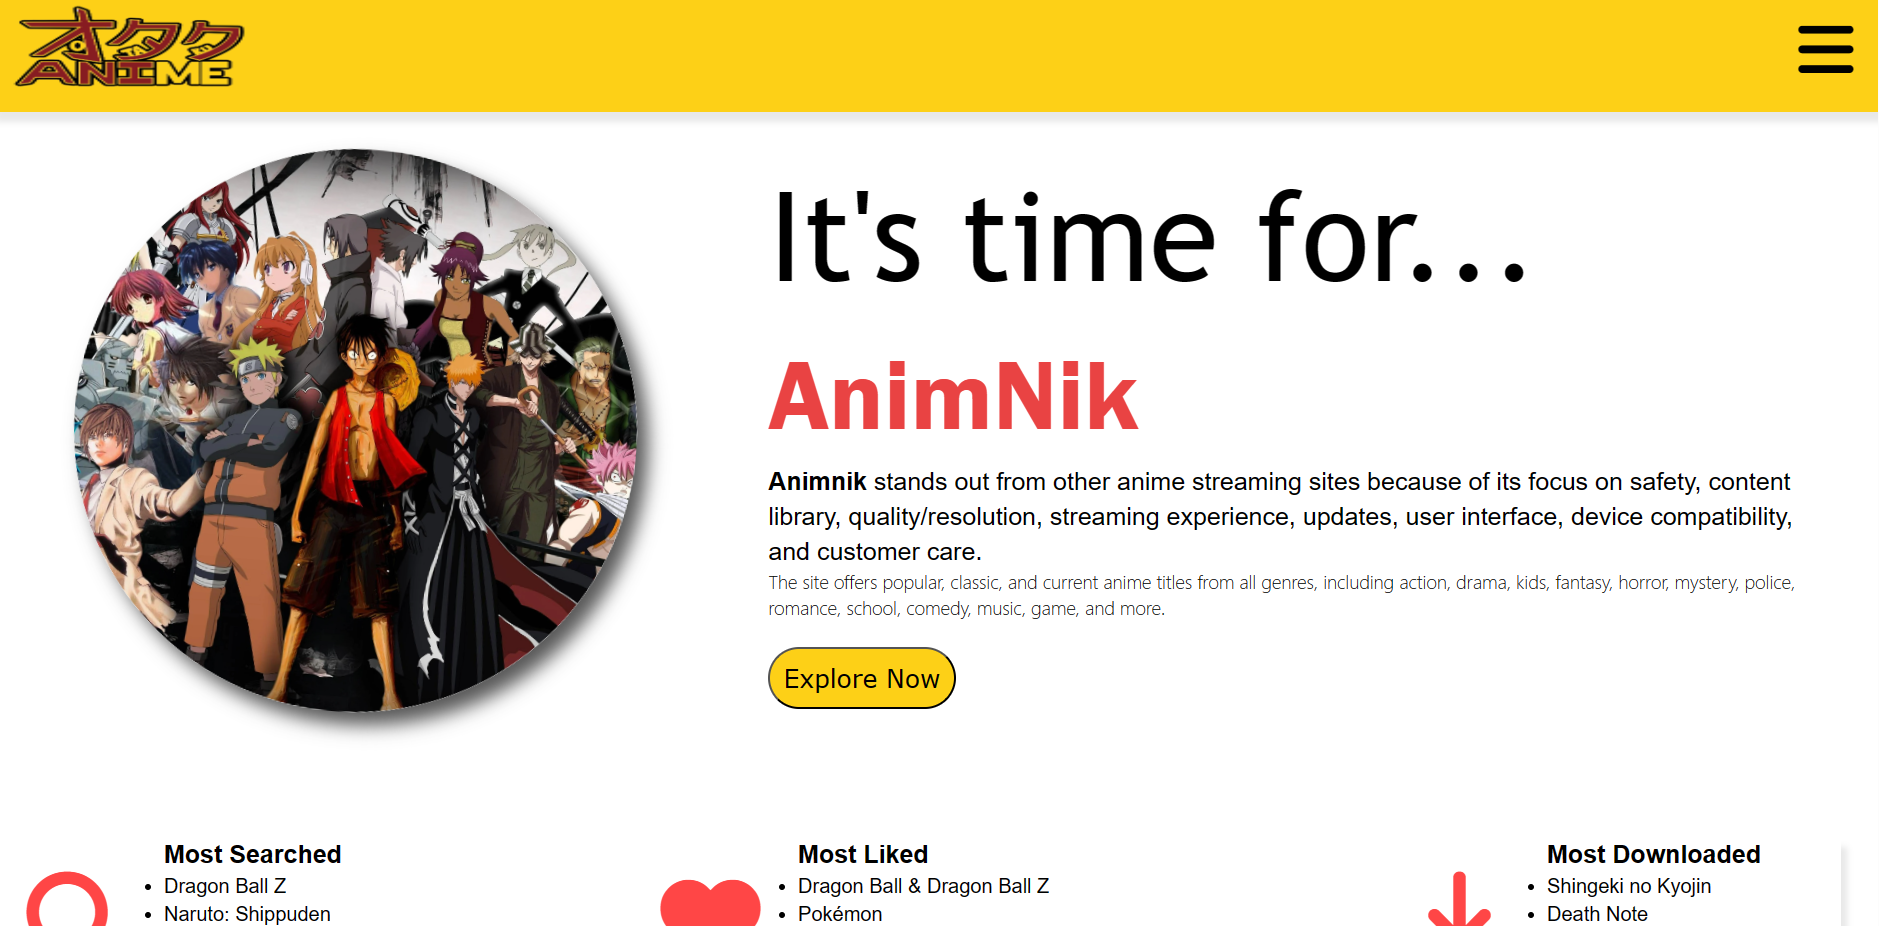 オタク
TA KU
ANIME
It's time for...
AnimNik
Animnik stands out from other anime streaming sites because of its focus on safety, content
library, quality/resolution, streaming experience, updates, user interface, device compatibility,
and customer care.
The site offers popular, classic, and current anime titles from all genres, including action, drama, kids, fantasy, horror, mystery, police,
romance, school, comedy, music, game, and more.
Explore Now
Most Searched
Dragon Ball Z
Naruto: Shippuden
Most Liked
Dragon Ball & Dragon Ball Z
Pokémon
Most Downloaded
Shingeki no Kyojin
Death Note